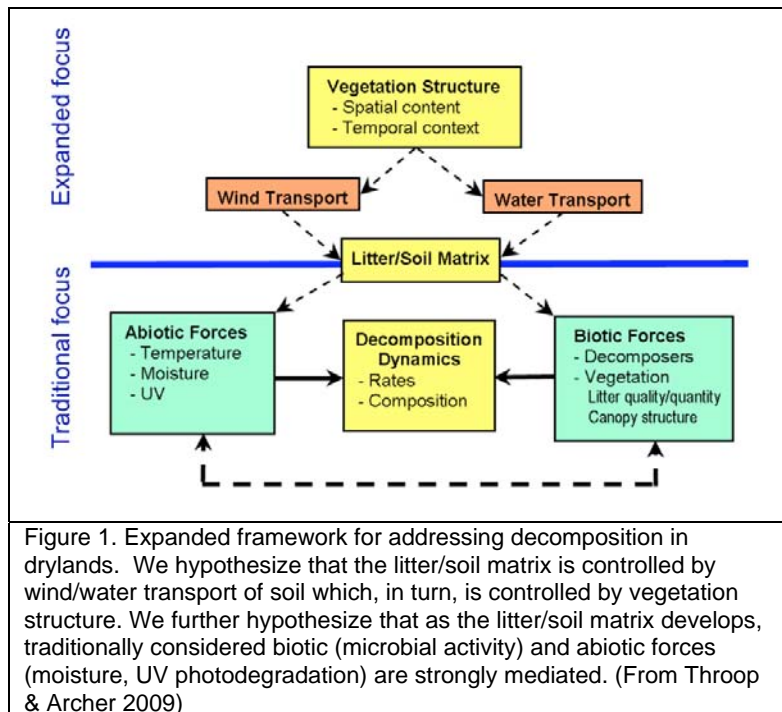 Expanded focus
Vegetation Structure
- Spatial content
- Temporal context
Wind Transport
Water Transport
Litter/Soil Matrix
Traditional focus
Abiotic Forces
- Temperature
- Moisture
- UV
Decomposition
Dynamics
- Rates
- Composition
Biotic Forces
- Decomposers
- Vegetation
Litter quality/quantity
Canopy structure
Figure 1. Expanded framework for addressing decomposition in
drylands. We hypothesize that the litter/soil matrix is controlled by
wind/water transport of soil which, in turn, is controlled by vegetation
structure. We further hypothesize that as the litter/soil matrix develops,
traditionally considered biotic (microbial activity) and abiotic forces
(moisture, UV photodegradation) are strongly mediated. (From Throop
& Archer 2009)